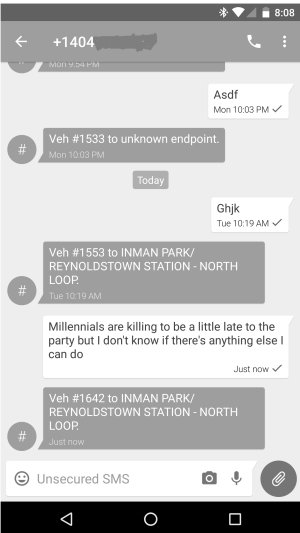 8:08
+1404
Mon 9:54 PM
Asdf
Mon 10:03 PM
Veh #1533 to unknown endpoint.
#
Mon 10:03 PM
Today
Ghjk
Tue 10:19 AM
Veh #1553 to INMAN PARK/
REYNOLDSTOWN STATION - NORTH
LOOP.
#
Tue 10:19 AM
Millennials are killing to be a little late to the
party but I don't know if there's anything else I
can do
Just now
Veh #1642 to INMAN PARK/
REYNOLDSTOWN STATION - NORTH
LOOP.
#
Just now
Unsecured SMS